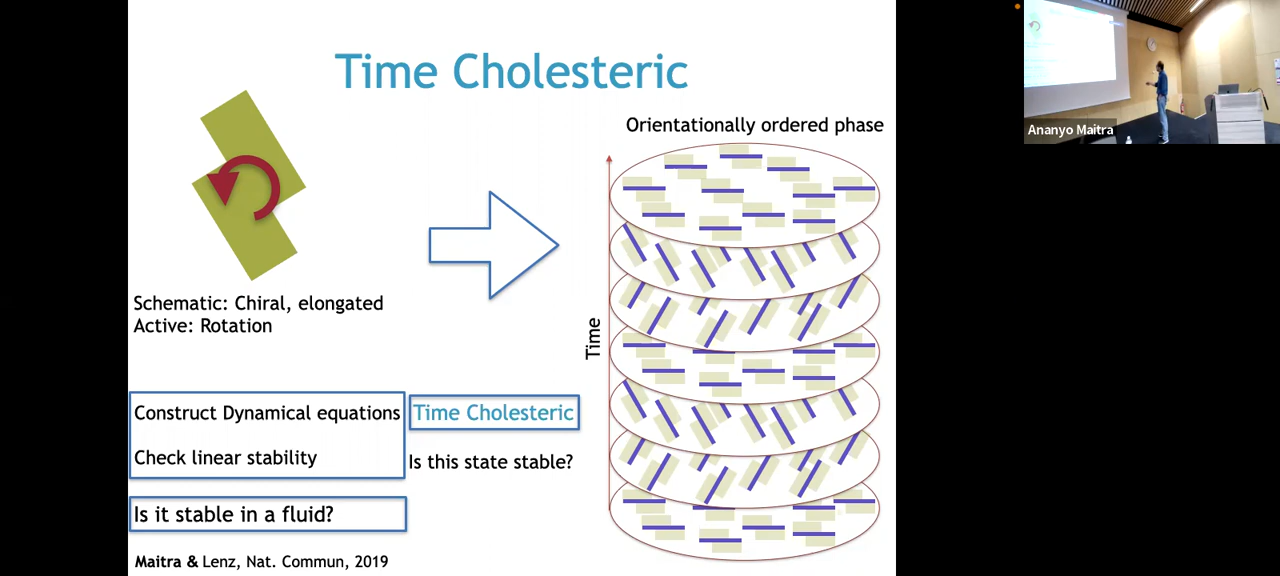 Time Cholesteric
Orientationally ordered phase
Schematic: Chiral, elongated
Active: Rotation
Time
Construct Dynamical equations
Time Cholesteric
Check linear stability
Is this state stable?
Is it stable in a fluid?
Maitra & Lenz, Nat. Commun, 2019
Ananyo Maitra